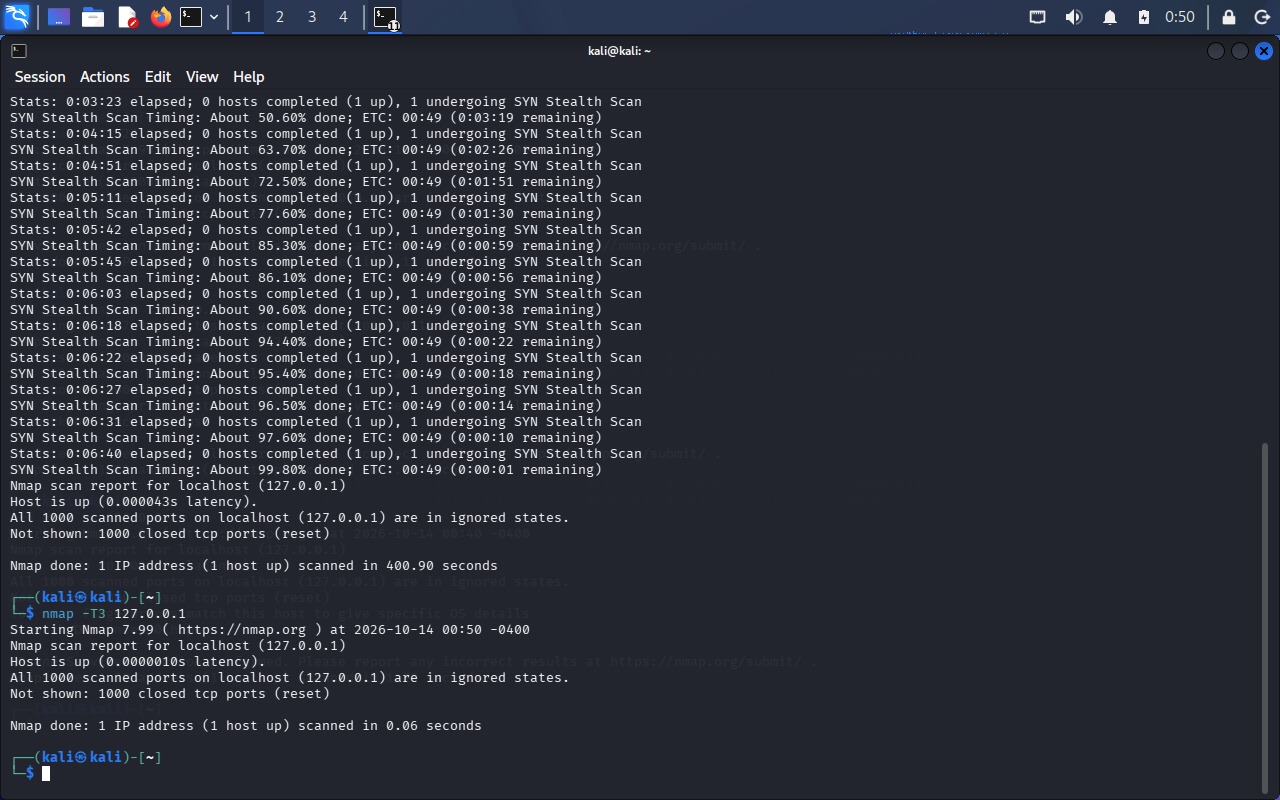 1 2 3 4
11
0:50
kali@kali: ~
Session Actions Edit View Help
Stats: 0:03:23 elapsed; 0 hosts completed (1 up), 1 undergoing SYN Stealth Scan
SYN Stealth Scan Timing: About 50.60% done; ETC: 00:49 (0:03:19 remaining)
Stats: 0:04:15 elapsed; 0 hosts completed (1 up), 1 undergoing SYN Stealth Scan
SYN Stealth Scan Timing: About 63.70% done; ETC: 00:49 (0:02:26 remaining)
Stats: 0:04:51 elapsed; 0 hosts completed (1 up), 1 undergoing SYN Stealth Scan
SYN Stealth Scan Timing: About 72.50% done; ETC: 00:49 (0:01:51 remaining)
Stats: 0:05:11 elapsed; 0 hosts completed (1 up), 1 undergoing SYN Stealth Scan
SYN Stealth Scan Timing: About 77.60% done; ETC: 00:49 (0:01:30 remaining)
Stats: 0:05:42 elapsed; 0 hosts completed (1 up), 1 undergoing SYN Stealth Scan
SYN Stealth Scan Timing: About 85.30% done; ETC: 00:49 (0:00:59 remaining)
Stats: 0:05:45 elapsed; 0 hosts completed (1 up), 1 undergoing SYN Stealth Scan
SYN Stealth Scan Timing: About 86.10% done; ETC: 00:49 (0:00:56 remaining)
Stats: 0:06:03 elapsed; 0 hosts completed (1 up), 1 undergoing SYN Stealth Scan
SYN Stealth Scan Timing: About 90.60% done; ETC: 00:49 (0:00:38 remaining)
Stats: 0:06:18 elapsed; 0 hosts completed (1 up), 1 undergoing SYN Stealth Scan
SYN Stealth Scan Timing: About 94.40% done; ETC: 00:49 (0:00:22 remaining)
Stats: 0:06:22 elapsed; 0 hosts completed (1 up), 1 undergoing SYN Stealth Scan
SYN Stealth Scan Timing: About 95.40% done; ETC: 00:49 (0:00:18 remaining)
Stats: 0:06:27 elapsed; 0 hosts completed (1 up), 1 undergoing SYN Stealth Scan
SYN Stealth Scan Timing: About 96.50% done; ETC: 00:49 (0:00:14 remaining)
Stats: 0:06:31 elapsed; 0 hosts completed (1 up), 1 undergoing SYN Stealth Scan
SYN Stealth Scan Timing: About 97.60% done; ETC: 00:49 (0:00:10 remaining)
Stats: 0:06:40 elapsed; 0 hosts completed (1 up), 1 undergoing SYN Stealth Scan
SYN Stealth Scan Timing: About 99.80% done; ETC: 00:49 (0:00:01 remaining)
Nmap scan report for localhost (127.0.0.1)
Host is up (0.000043s latency).
All 1000 scanned ports on localhost (127.0.0.1) are in ignored states.
Not shown: 1000 closed tcp ports (reset)
Nmap done: 1 IP address (1 host up) scanned in 400.90 seconds
┌──(kali㉿kali)-[~]
└─$ nmap -T3 127.0.0.1
Starting Nmap 7.99 ( https://nmap.org ) at 2026-10-14 00:50 -0400
Nmap scan report for localhost (127.0.0.1)
Host is up (0.0000010s latency).
All 1000 scanned ports on localhost (127.0.0.1) are in ignored states.
Not shown: 1000 closed tcp ports (reset)
Nmap done: 1 IP address (1 host up) scanned in 0.06 seconds
┌──(kali㉿kali)-[~]
└─$